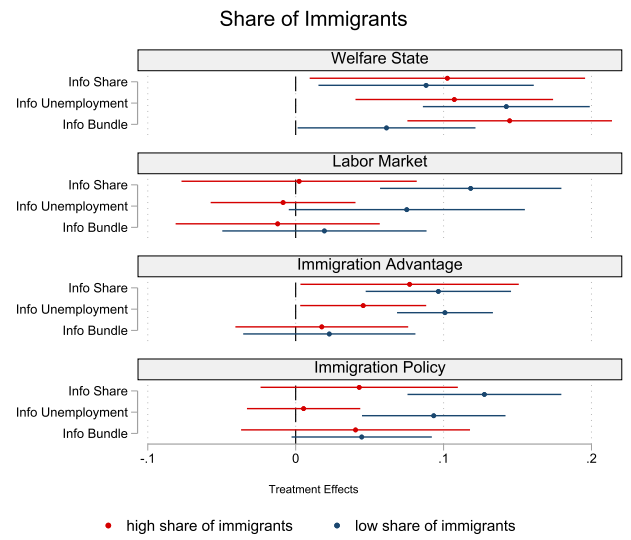 Share of Immigrants
Welfare State
Info Share
Info Unemployment
Info Bundle
Labor Market
Info Share
Info Unemployment
Info Bundle
Immigration Advantage
Info Share
Info Unemployment
Info Bundle
Immigration Policy
Info Share
Info Unemployment
Info Bundle
-.1 0 .1 .2
Treatment Effects
high share of immigrants low share of immigrants